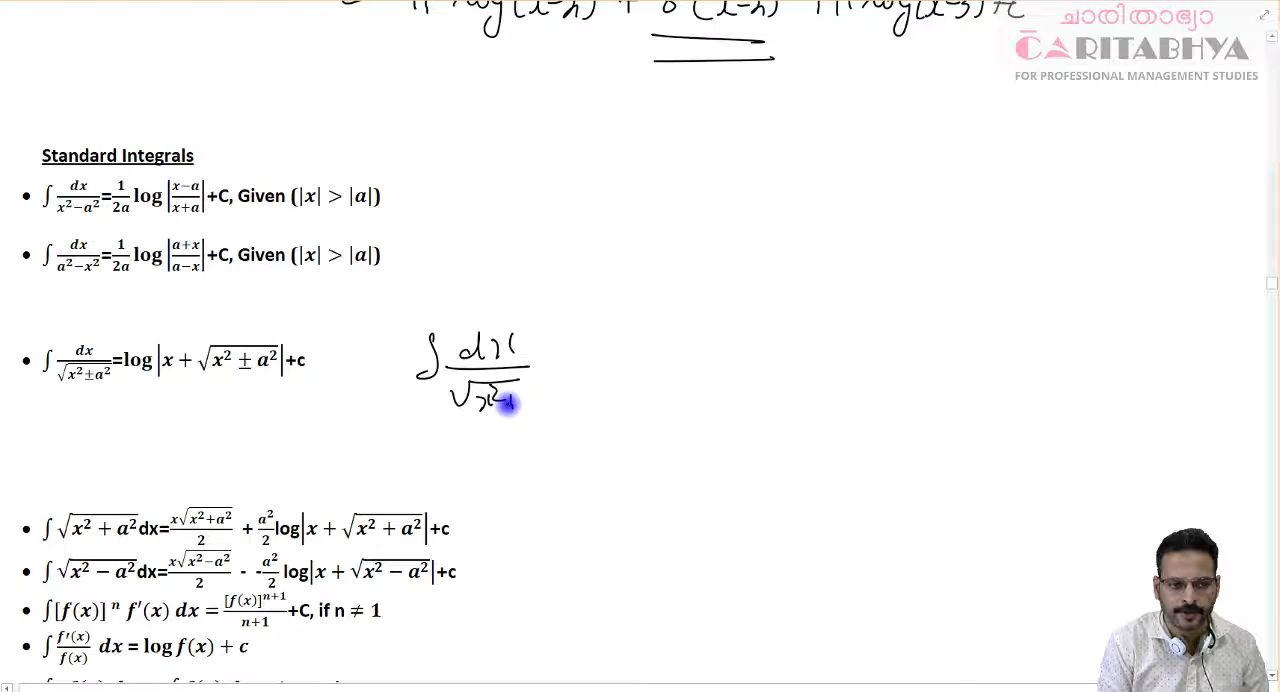 ചാരിതാഭ്യാ
CARITABHYA
FOR PROFESSIONAL MANAGEMENT STUDIES
Standard Integrals
• ∫ dx/(x²−a²) = 1/2a log |x−a/x+a| +C, Given (|x| > |a|)
• ∫ dx/(a²−x²) = 1/2a log |a+x/a−x| +C, Given (|x| > |a|)
• ∫ dx/√(x²±a²) =log |x + √(x² ± a²)| +c
∫ dx/√x²
• ∫ √(x² + a²) dx= x√(x²+a²)/2 + a²/2 log|x + √(x² + a²)| +c
• ∫ √(x² − a²) dx= x√(x²−a²)/2 - -a²/2 log|x + √(x² − a²)| +c
• ∫[f(x)]ⁿ f′(x) dx = [f(x)]ⁿ⁺¹/n+1 +C, if n ≠ 1
• ∫ f′(x)/f(x) dx = log f(x) + c